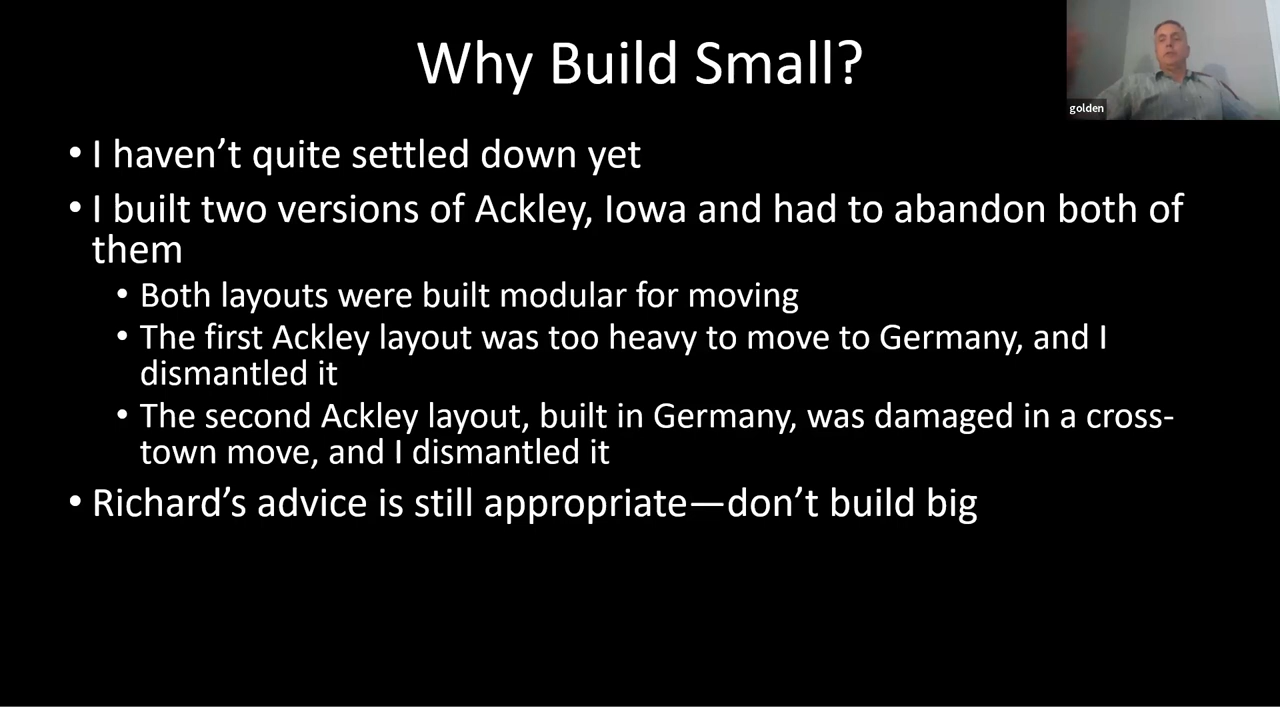 Why Build Small?
golden
• I haven’t quite settled down yet
• I built two versions of Ackley, Iowa and had to abandon both of
them
• Both layouts were built modular for moving
• The first Ackley layout was too heavy to move to Germany, and I
dismantled it
• The second Ackley layout, built in Germany, was damaged in a cross-
town move, and I dismantled it
• Richard’s advice is still appropriate—don’t build big